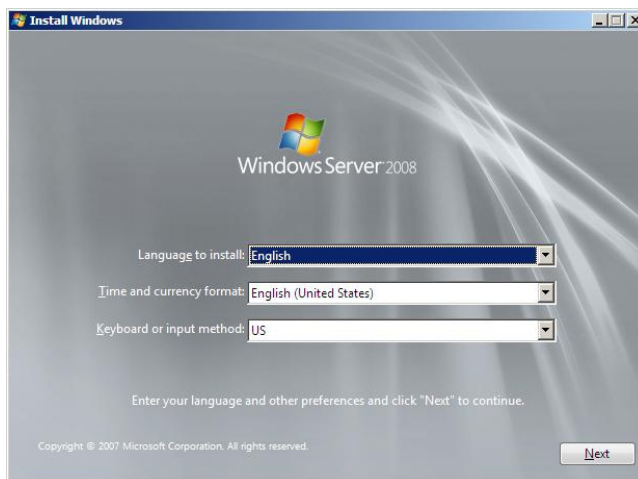 Install Windows
Windows Server 2008
Language to install: English
Time and currency format: English (United States)
Keyboard or input method: US
Enter your language and other preferences and click "Next" to continue.
Copyright © 2007 Microsoft Corporation. All rights reserved.
Next